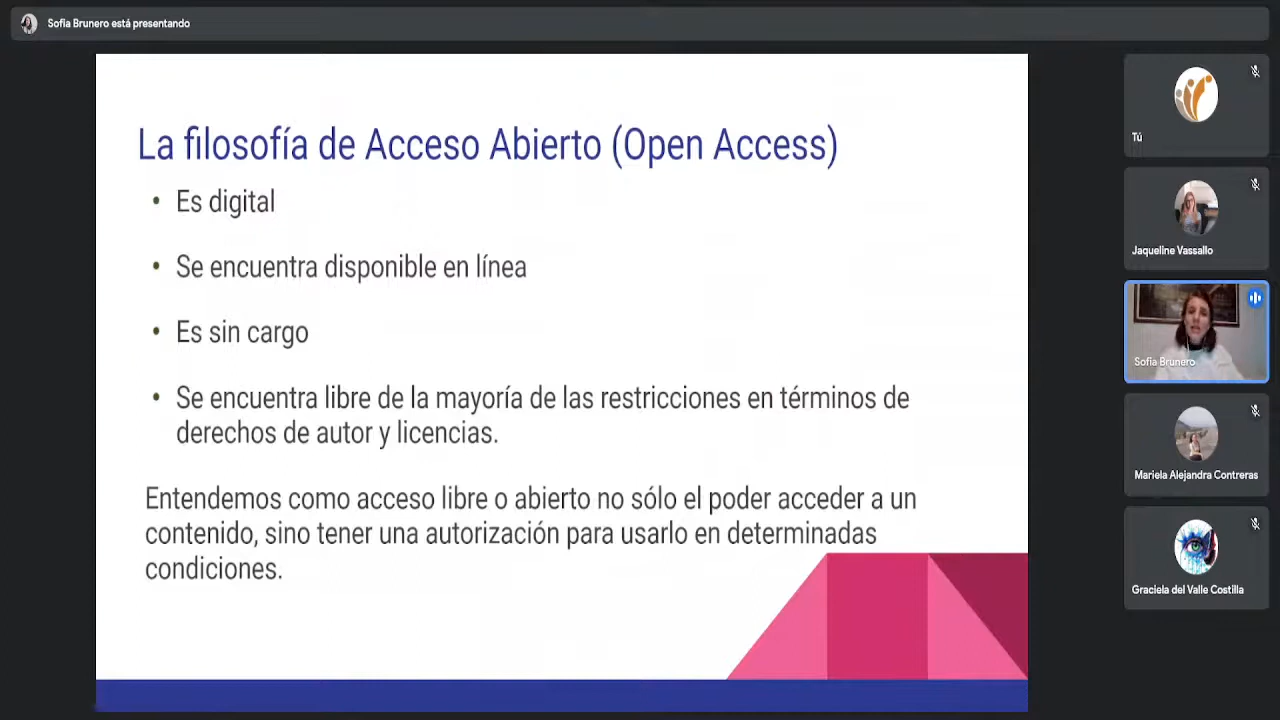 Sofia Brunero está presentando
La filosofía de Acceso Abierto (Open Access)
• Es digital
• Se encuentra disponible en línea
• Es sin cargo
• Se encuentra libre de la mayoría de las restricciones en términos de
derechos de autor y licencias.
Entendemos como acceso libre o abierto no sólo el poder acceder a un
contenido, sino tener una autorización para usarlo en determinadas
condiciones.
Tú
Jaqueline Vassallo
Sofia Brunero
Mariela Alejandra Contreras
Graciela del Valle Costilla